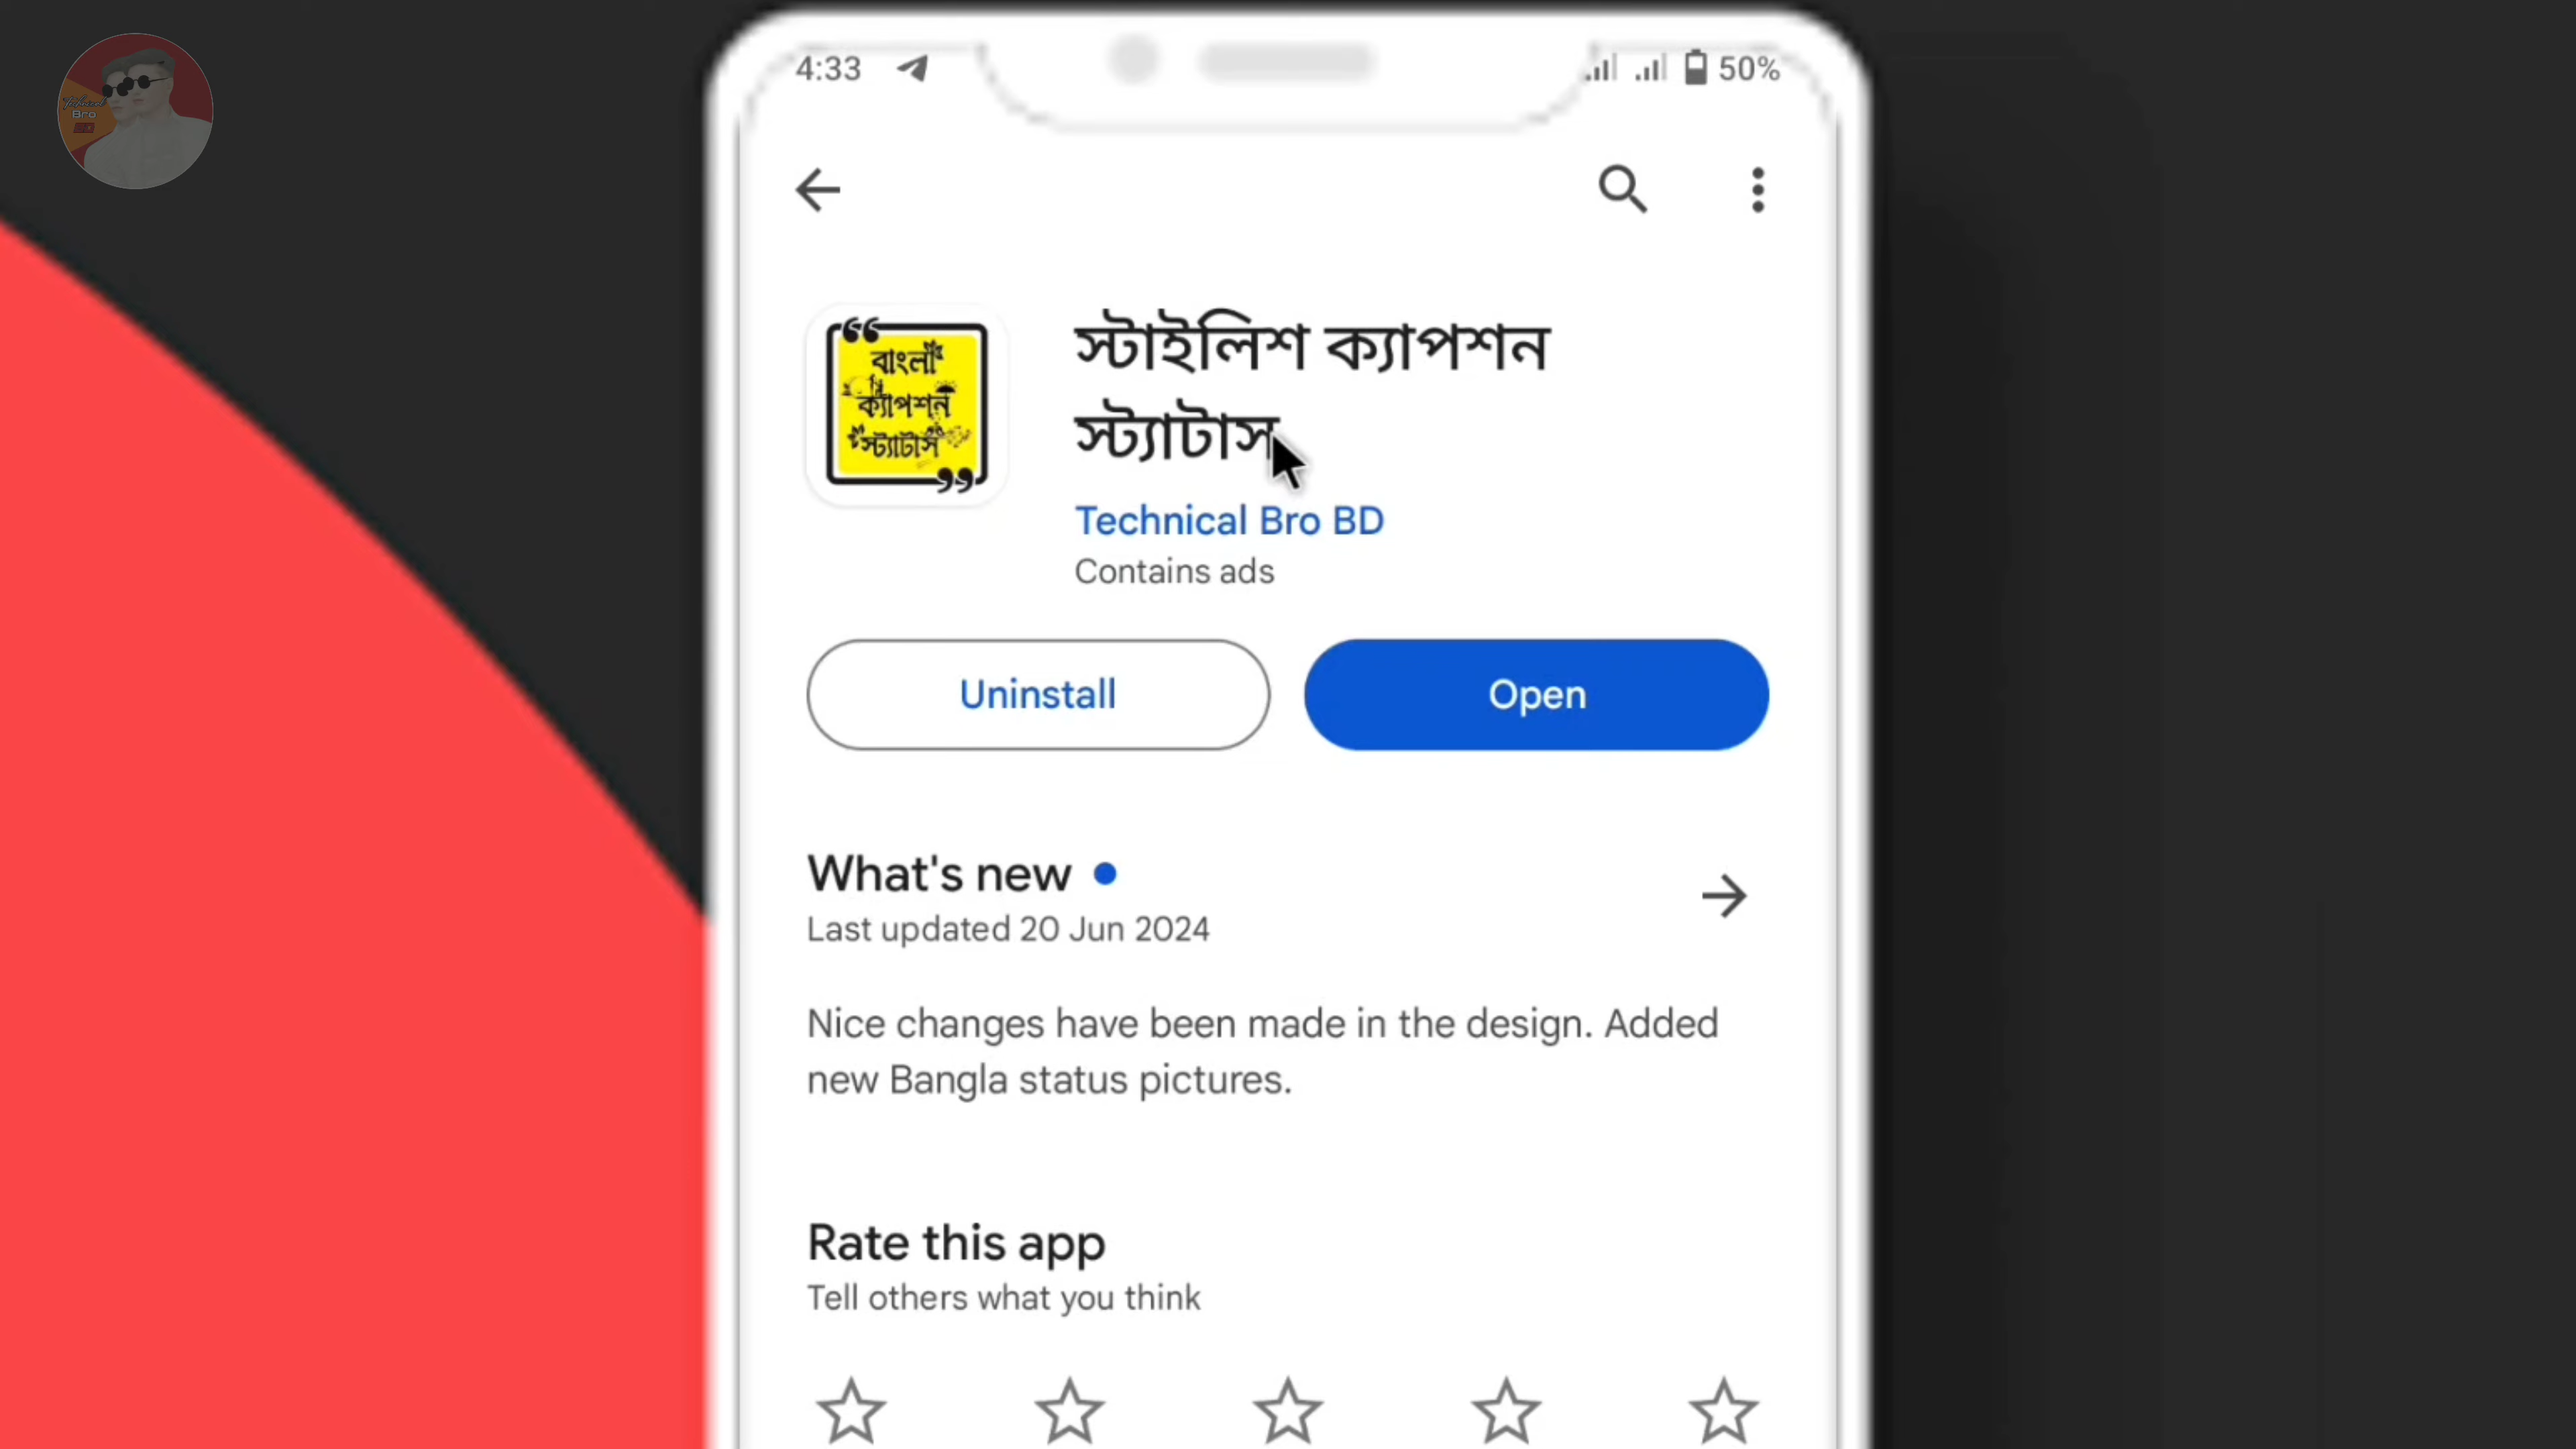 Bro
4:33
50%
স্টাইলিশ ক্যাপশন
স্ট্যাটাস
বাংলা
ক্যাপশন
স্ট্যাটাস
Technical Bro BD
Contains ads
Uninstall
Open
What's new
Last updated 20 Jun 2024
Nice changes have been made in the design. Added
new Bangla status pictures.
Rate this app
Tell others what you think